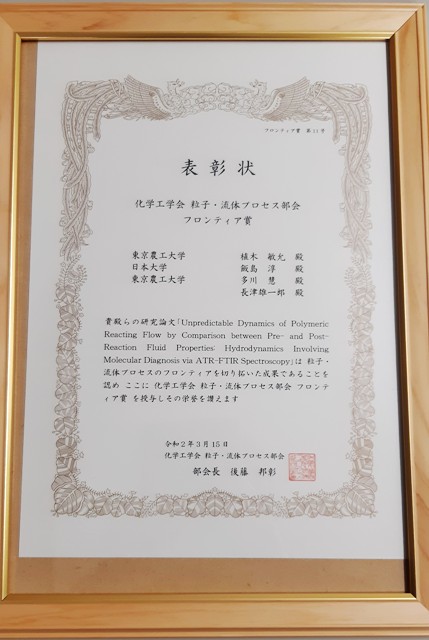 フロンティア賞 第11号
表彰状
化学工学会 粒子・流体プロセス部会
フロンティア賞
東京農工大学 植木 敏允 殿
日本大学 飯島 淳 殿
東京農工大学 多川 慧 殿
長津雄一郎 殿
貴殿らの研究論文「Unpredictable Dynamics of Polymeric
Reacting Flow by Comparison between Pre- and Post-
Reaction Fluid Properties: Hydrodynamics Involving
Molecular Diagnosis via ATR-FTIR Spectroscopy」は 粒子・
流体プロセスのフロンティアを切り拓いた成果であることを
認め ここに 化学工学会 粒子・流体プロセス部会 フロンテ
ィア賞 を授与しその栄誉を讃えます
令和2年3月15日
化学工学会 粒子・流体プロセス部会
部会長 後藤 邦彰